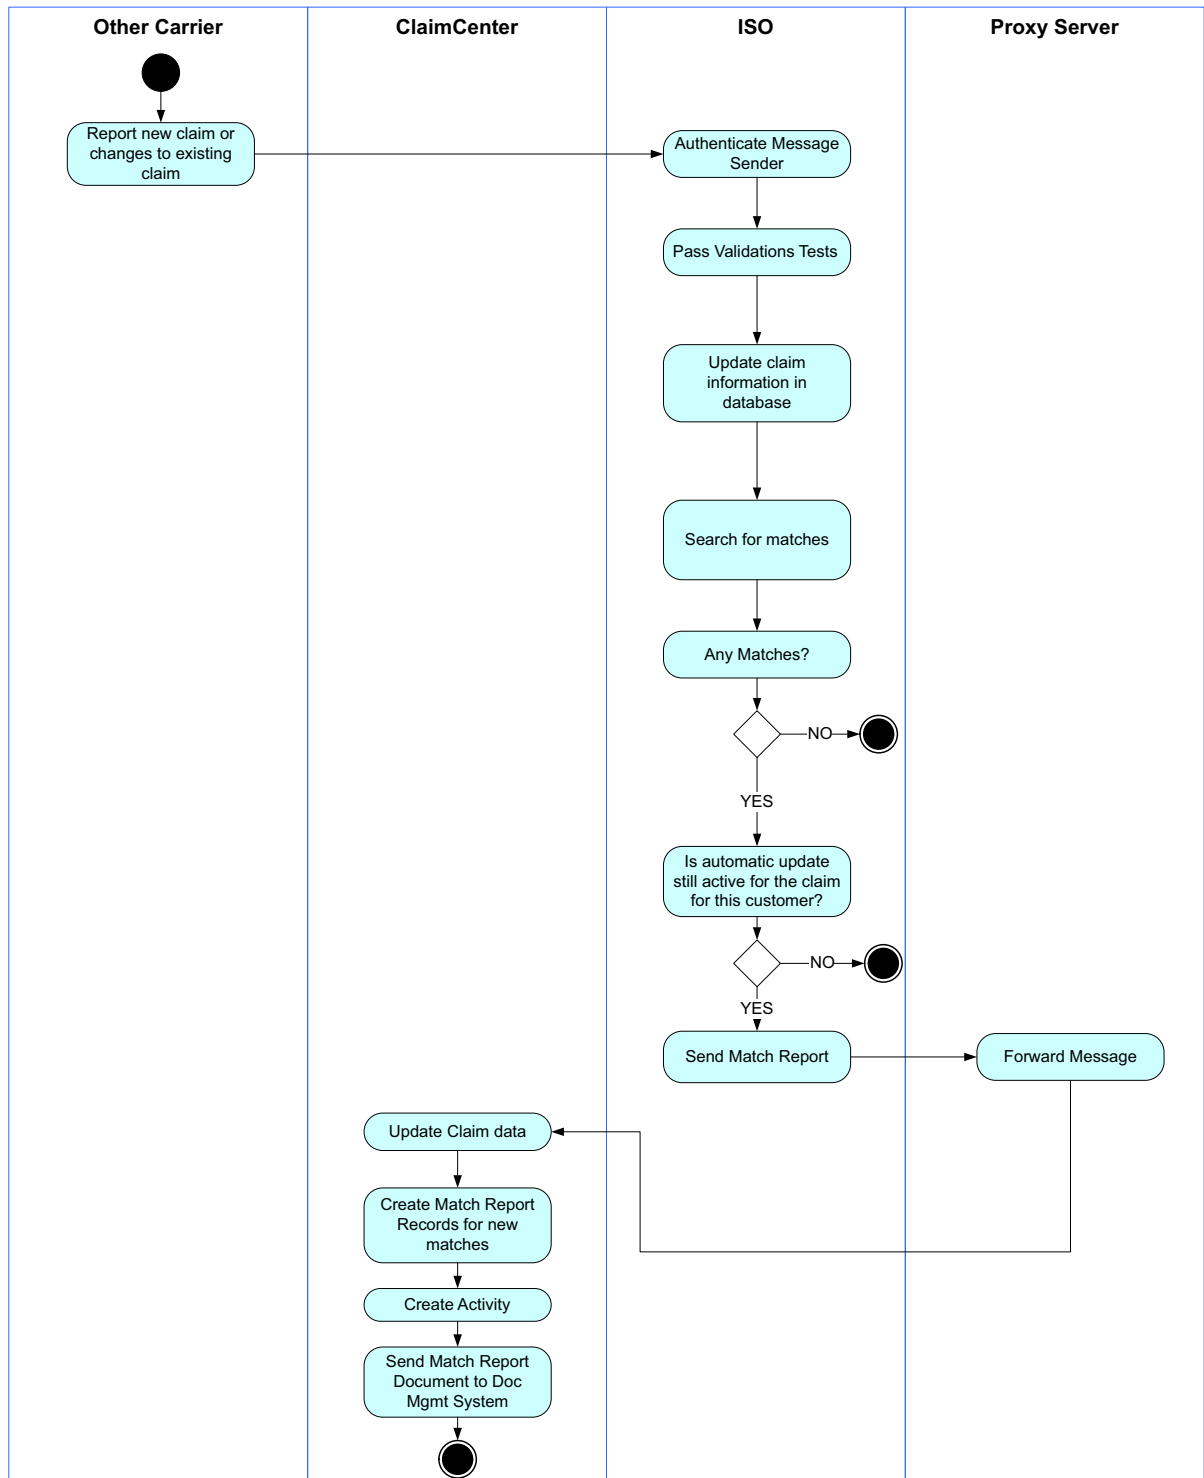 Other Carrier
ClaimCenter
ISO
Proxy Server
Report new claim or
changes to existing
claim
Authenticate Message
Sender
Pass Validations Tests
Update claim
information in
database
Search for matches
Any Matches?
NO
YES
Is automatic update
still active for the claim
for this customer?
NO
YES
Send Match Report
Forward Message
Update Claim data
Create Match Report
Records for new
matches
Create Activity
Send Match Report
Document to Doc
Mgmt System